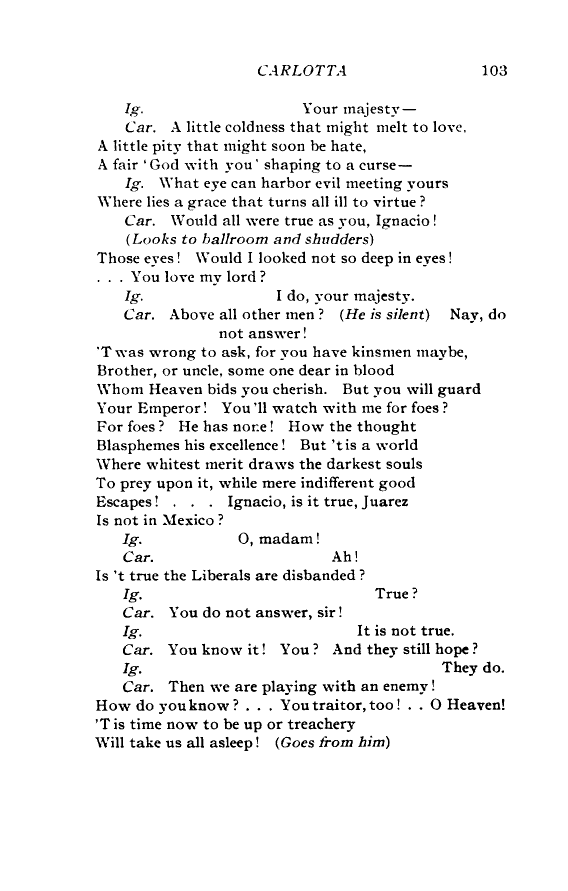 CARLOTTA 103
Ig. Your majesty—
Car. A little coldness that might melt to love,
A little pity that might soon be hate,
A fair 'God with you' shaping to a curse—
Ig. What eye can harbor evil meeting yours
Where lies a grace that turns all ill to virtue?
Car. Would all were true as you, Ignacio!
(Looks to ballroom and shudders)
Those eyes! Would I looked not so deep in eyes!
. . . You love my lord?
Ig. I do, your majesty.
Car. Above all other men? (He is silent) Nay, do
not answer!
'Twas wrong to ask, for you have kinsmen maybe,
Brother, or uncle, some one dear in blood
Whom Heaven bids you cherish. But you will guard
Your Emperor! You'll watch with me for foes?
For foes? He has none! How the thought
Blasphemes his excellence! But 'tis a world
Where whitest merit draws the darkest souls
To prey upon it, while mere indifferent good
Escapes! . . . Ignacio, is it true, Juarez
Is not in Mexico?
Ig. O, madam!
Car. Ah!
Is 't true the Liberals are disbanded?
Ig. True?
Car. You do not answer, sir!
Ig. It is not true.
Car. You know it! You? And they still hope?
Ig. They do.
Car. Then we are playing with an enemy!
How do you know? . . . You traitor, too! . . O Heaven!
'Tis time now to be up or treachery
Will take us all asleep! (Goes from him)